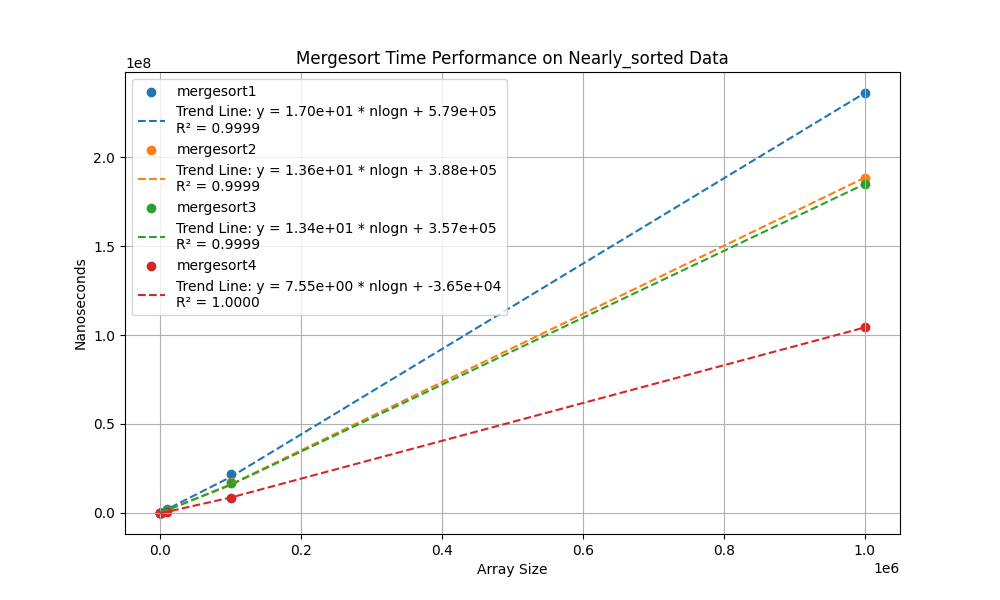 Mergesort Time Performance on Nearly_sorted Data
1e8
mergesort1
Trend Line: y = 1.70e+01 * nlogn + 5.79e+05
R² = 0.9999
mergesort2
Trend Line: y = 1.36e+01 * nlogn + 3.88e+05
R² = 0.9999
mergesort3
Trend Line: y = 1.34e+01 * nlogn + 3.57e+05
R² = 0.9999
mergesort4
Trend Line: y = 7.55e+00 * nlogn + -3.65e+04
R² = 1.0000
2.0
1.5
1.0
0.5
0.0
Nanoseconds
0.0 0.2 0.4 0.6 0.8 1.0
Array Size
1e6